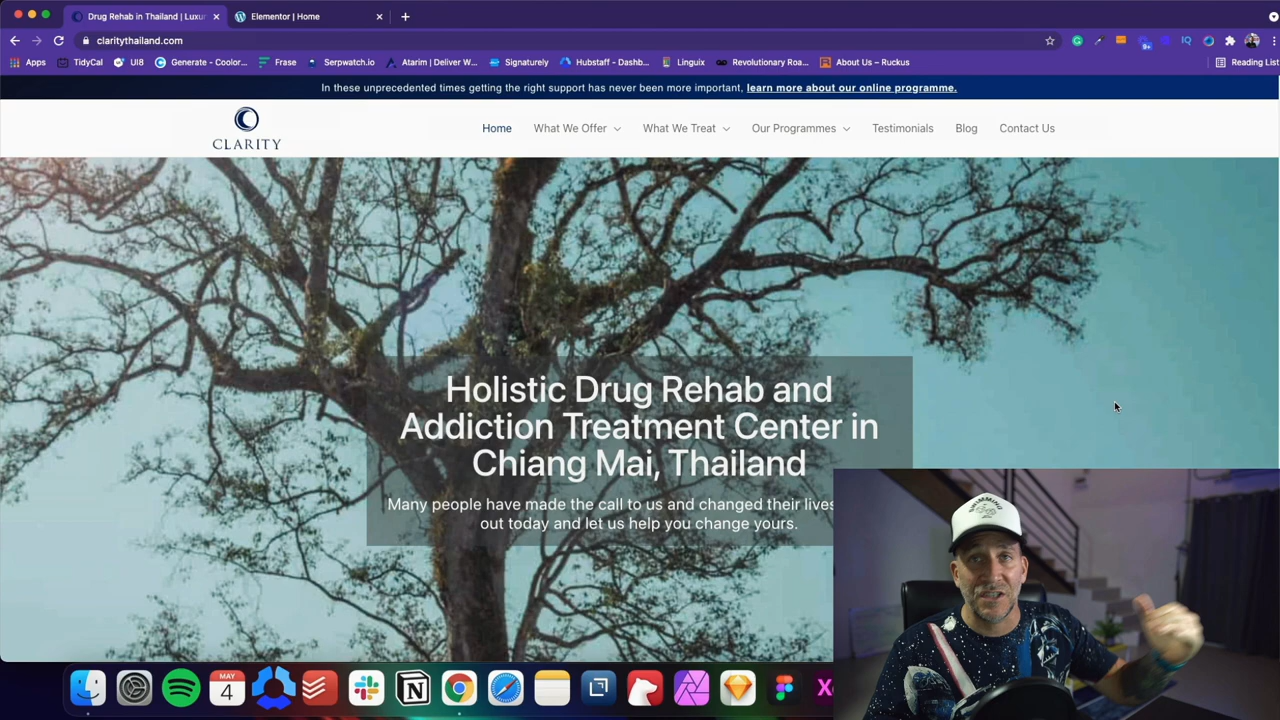 Drug Rehab in Thailand | Luxur
Elementor | Home
claritythailand.com
Apps
TidyCal
UI8
Generate - Coolor...
Frase
Serpwatch.io
Atarim | Deliver W...
Signaturely
Hubstaff - Dashb...
Linguix
Revolutionary Roa...
About Us – Ruckus
Reading List
In these unprecedented times getting the right support has never been more important, learn more about our online programme.
CLARITY
Home
What We Offer
What We Treat
Our Programmes
Testimonials
Blog
Contact Us
Holistic Drug Rehab and
Addiction Treatment Center in
Chiang Mai, Thailand
Many people have made the call to us and changed their lives
out today and let us help you change yours.
MAY
4